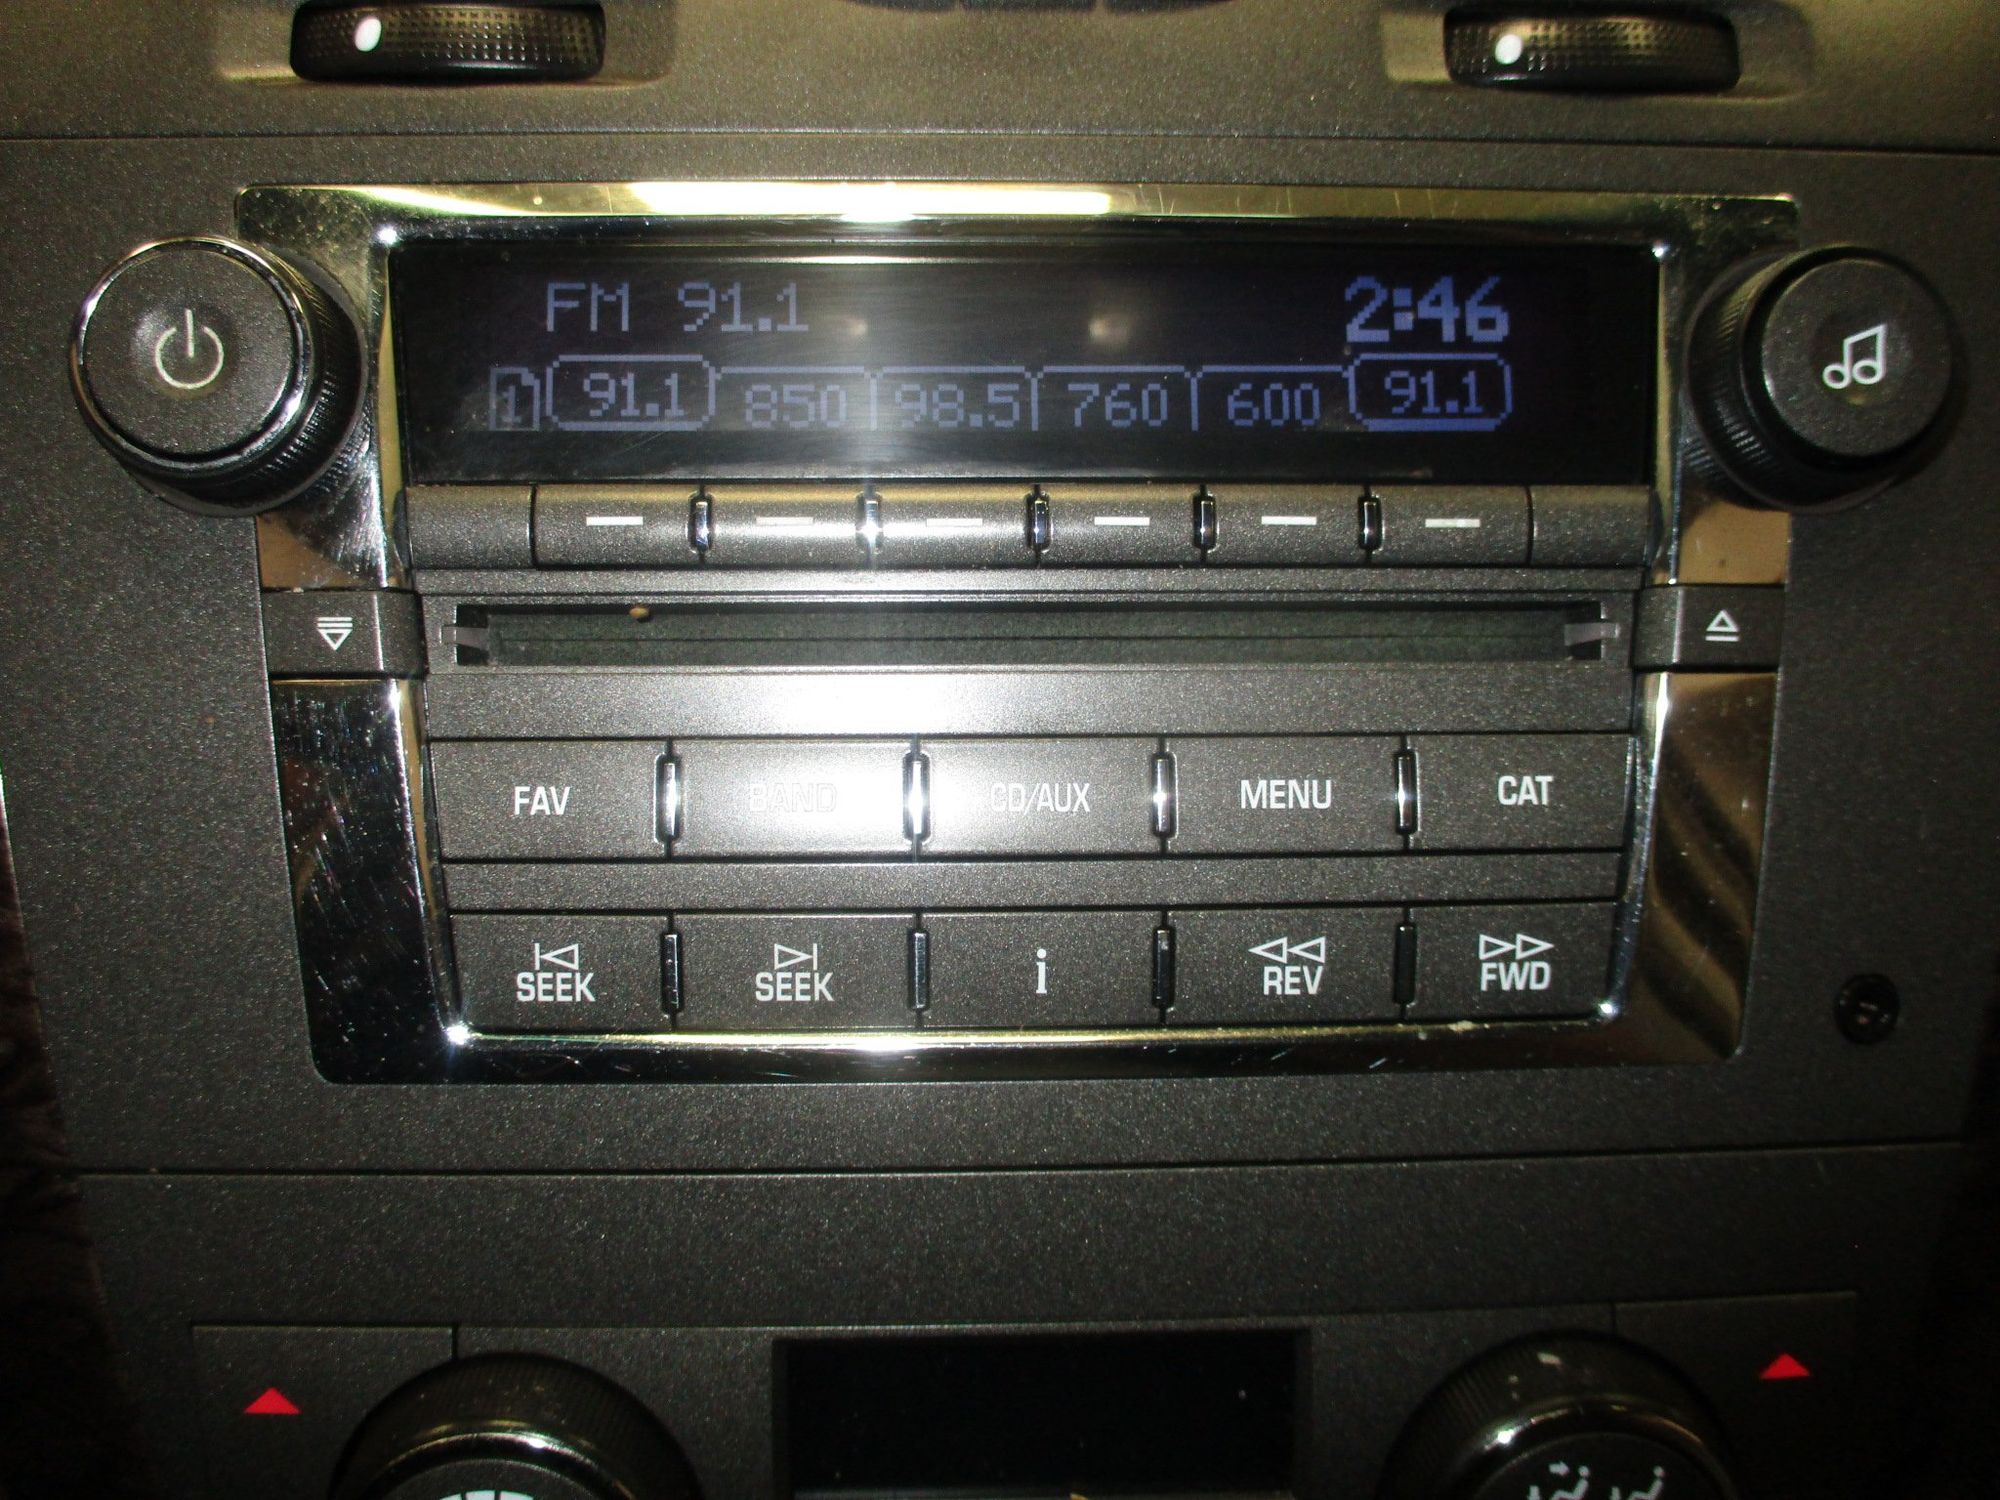 FM 91.1 2:46
1 91.1 850 98.5 760 600 91.1
FAV BAND CD/AUX MENU CAT
SEEK SEEK i REV FWD